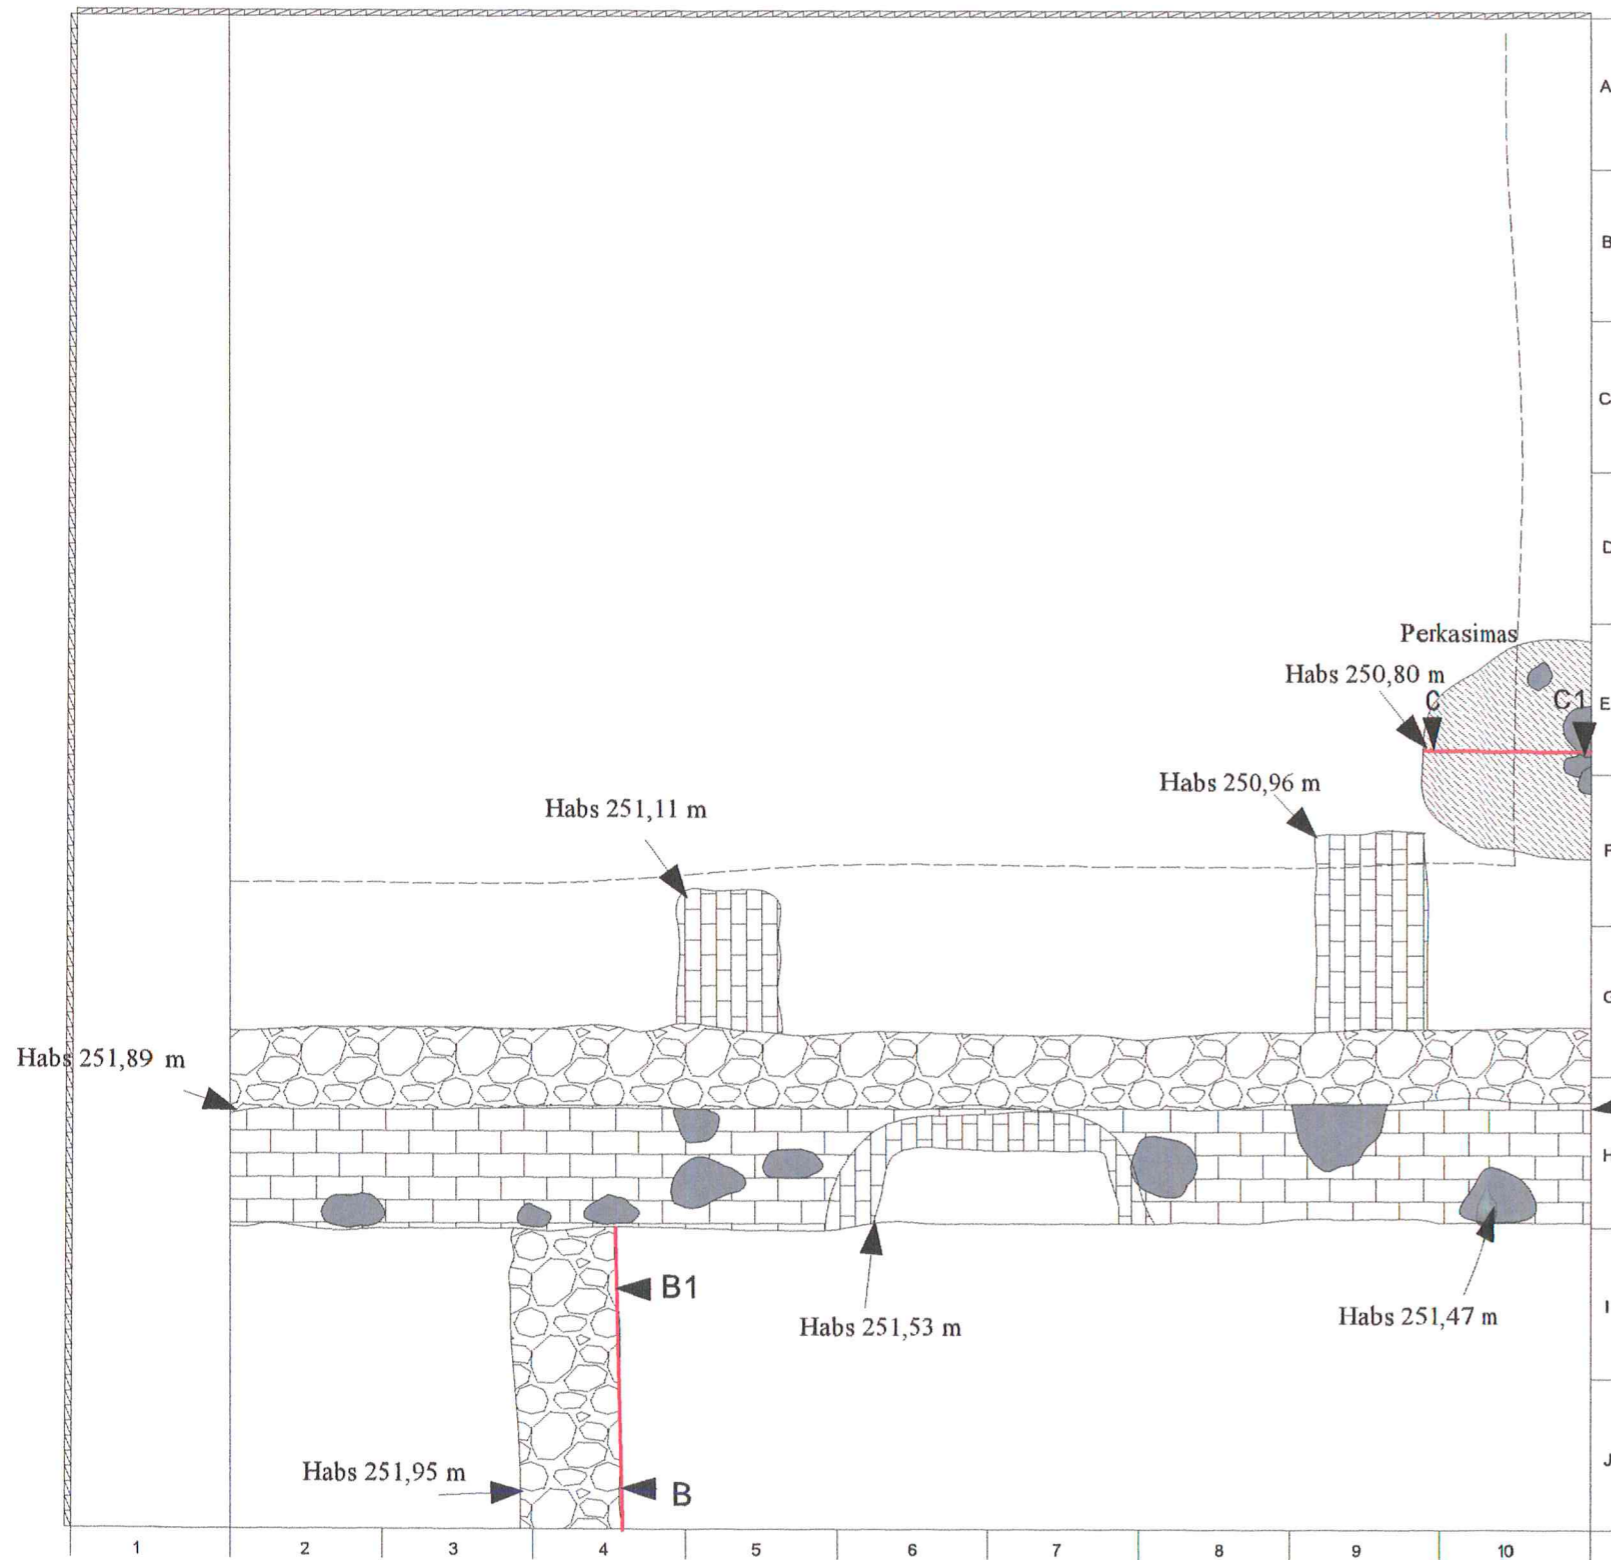 A
B
C
D
Perkasimas
Habs 250,80 m
C C1 E
Habs 250,96 m
Habs 251,11 m
F
G
Habs 251,89 m
H
B1
Habs 251,53 m
Habs 251,47 m
I
Habs 251,95 m
B
J
1 2 3 4 5 6 7 8 9 10